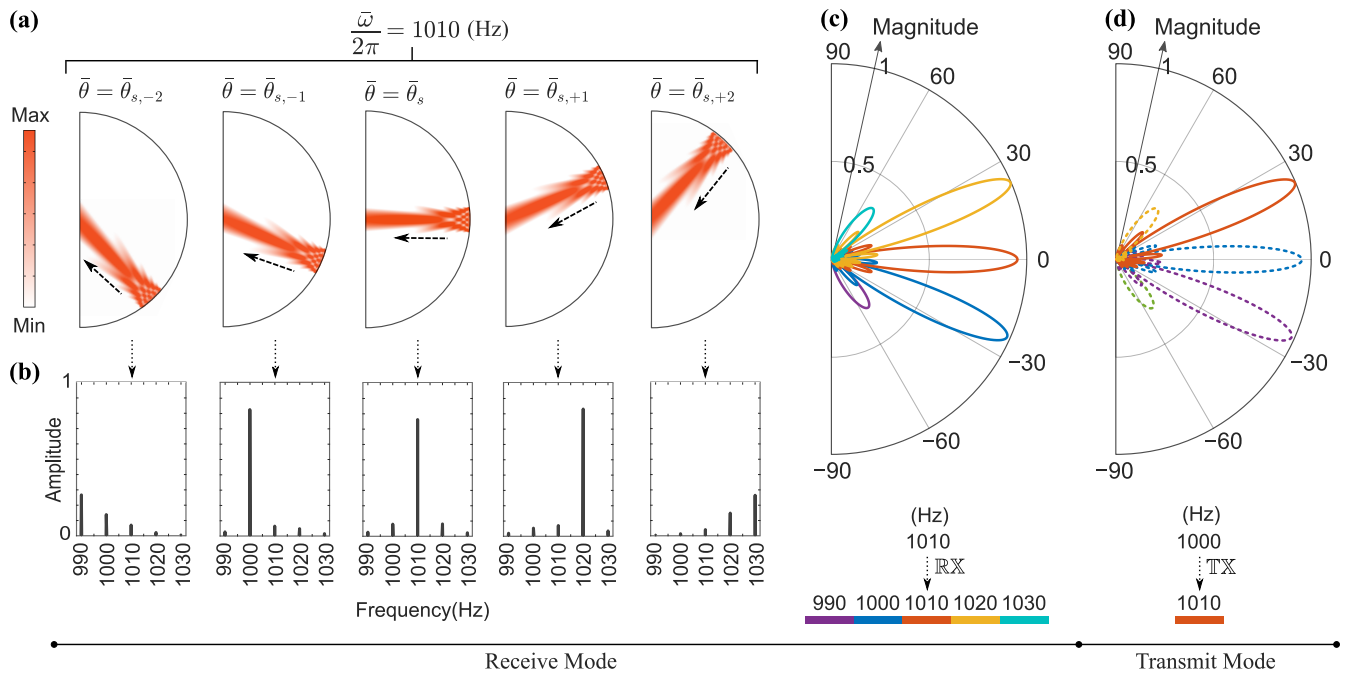 (a)
ω̄/2π = 1010 (Hz)
θ̄ = θ̄s,−2
θ̄ = θ̄s,−1
θ̄ = θ̄s
θ̄ = θ̄s,+1
θ̄ = θ̄s,+2
Max
Min
(b)
Amplitude
1
0
990 1000 1010 1020 1030
990 1000 1010 1020 1030
990 1000 1010 1020 1030
990 1000 1010 1020 1030
990 1000 1010 1020 1030
Frequency(Hz)
(c)
Magnitude
90
1
60
0.5
30
0
−30
−60
−90
(Hz)
1010
ℝ𝕏
990 1000 1010 1020 1030
(d)
Magnitude
90
1
60
0.5
30
0
−30
−60
−90
(Hz)
1000
𝕋𝕏
1010
Receive Mode
Transmit Mode